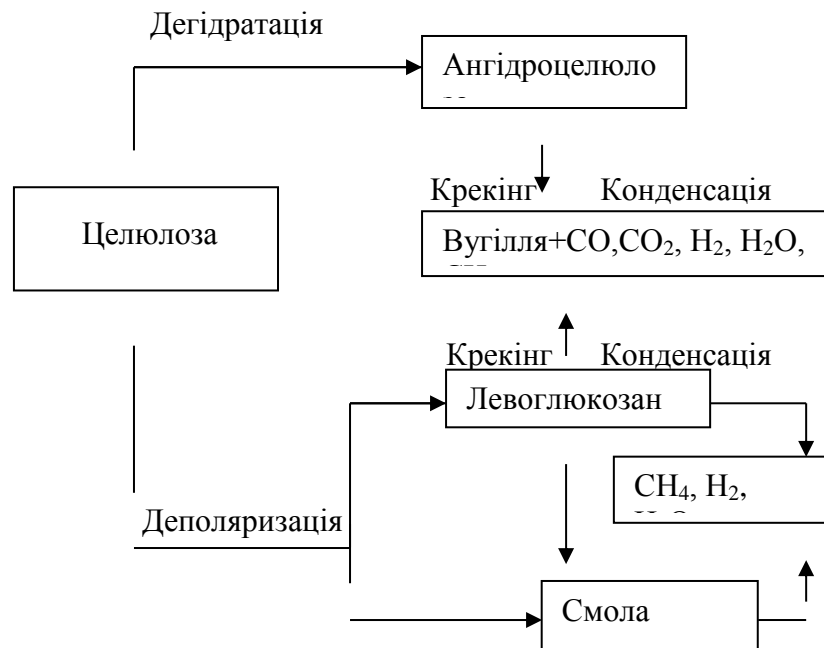 Дегідратація
Ангідроцелюло
Крекінг Конденсація
Целюлоза
Вугілля+CO,CO₂, H₂, H₂O,
Крекінг Конденсація
Левоглюкозан
CH₄, H₂,
Деполяризація
Смола